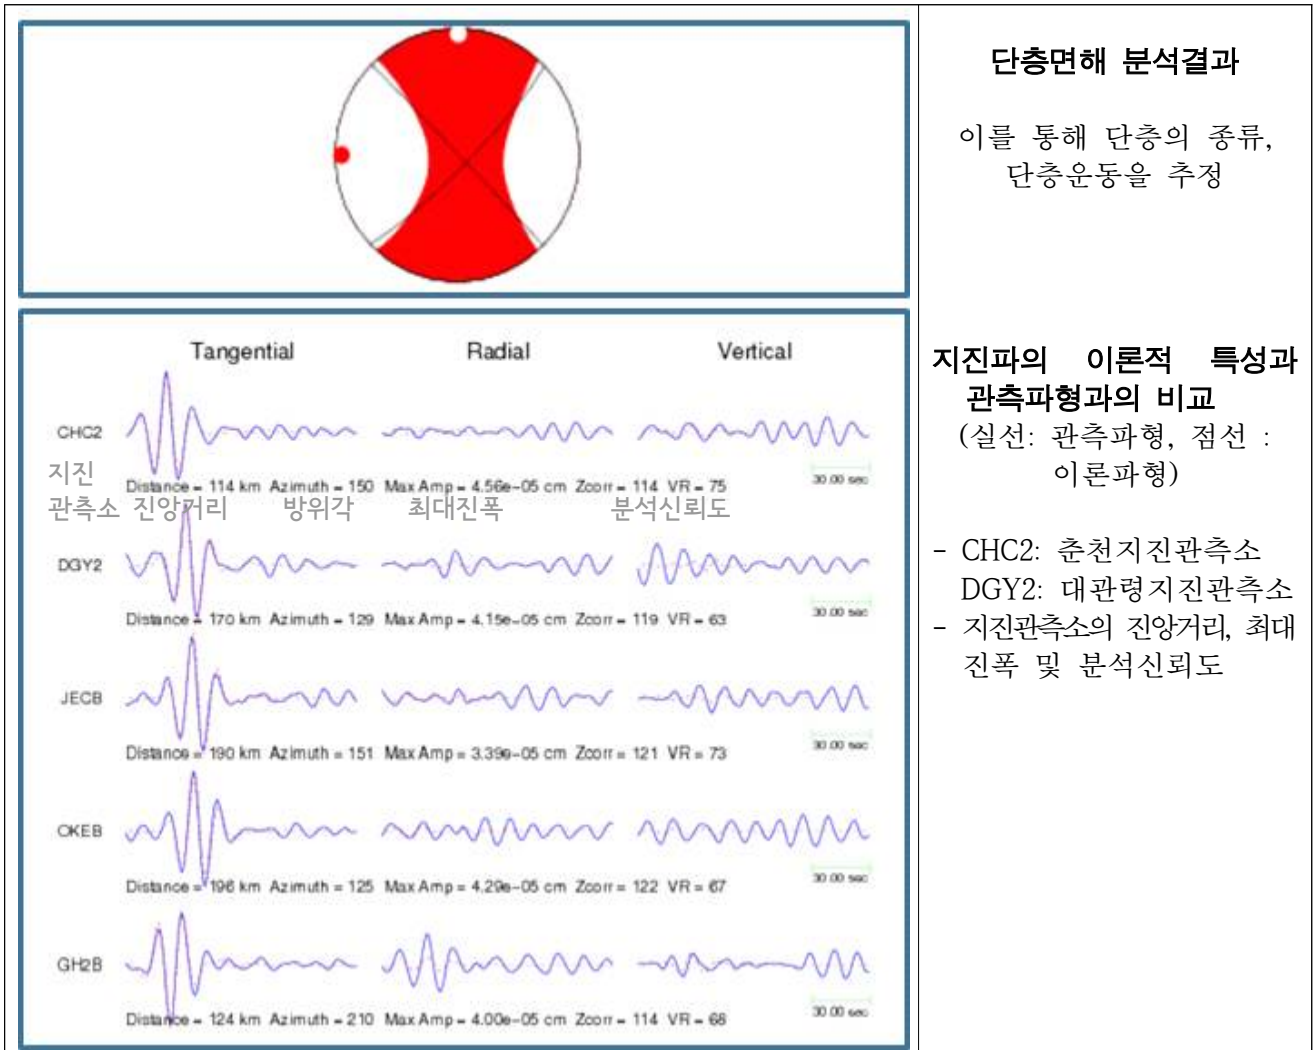 단층면해 분석결과
이를 통해 단층의 종류,
단층운동을 추정
Tangential Radial Vertical
CHC2
30.00 sec
Distance = 114 km Azimuth = 150 Max Amp = 4.56e-05 cm Zcorr = 114 VR = 75
지진
관측소 진앙거리 방위각 최대진폭 분석신뢰도
DGY2
30.00 sec
Distance = 170 km Azimuth = 129 Max Amp = 4.15e-05 cm Zcorr = 119 VR = 63
JECB
30.00 sec
Distance = 190 km Azimuth = 151 Max Amp = 3.39e-05 cm Zcorr = 121 VR = 73
OKEB
30.00 sec
Distance = 196 km Azimuth = 125 Max Amp = 4.29e-05 cm Zcorr = 122 VR = 67
GH2B
30.00 sec
Distance = 124 km Azimuth = 210 Max Amp = 4.00e-05 cm Zcorr = 114 VR = 68
지진파의 이론적 특성과
관측파형과의 비교
(실선: 관측파형, 점선 :
이론파형)
- CHC2: 춘천지진관측소
DGY2: 대관령지진관측소
- 지진관측소의 진앙거리, 최대
진폭 및 분석신뢰도